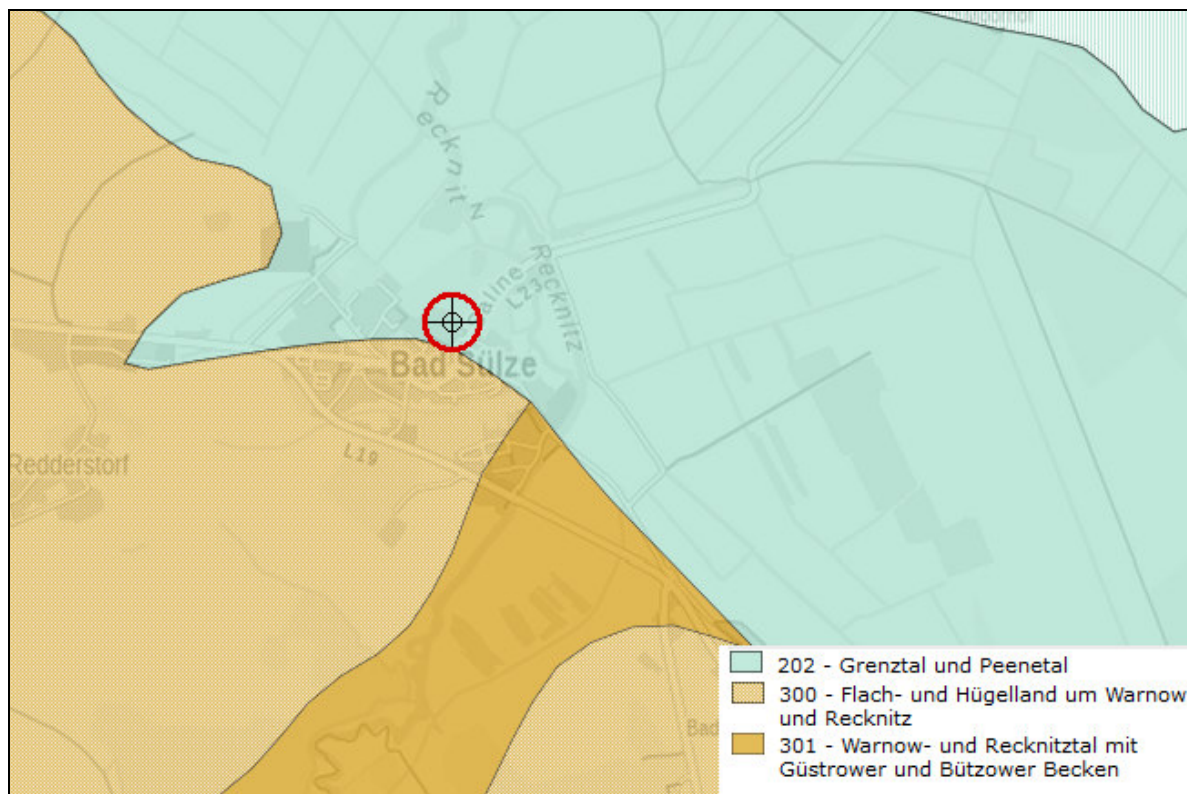 Recknitz
Recknitz
Saline
L23
Bad Sülze
L19
Redderstorf
Bad
202 - Grenztal und Peenetal
300 - Flach- und Hügelland um Warnow
und Recknitz
301 - Warnow- und Recknitztal mit
Güstrower und Bützower Becken